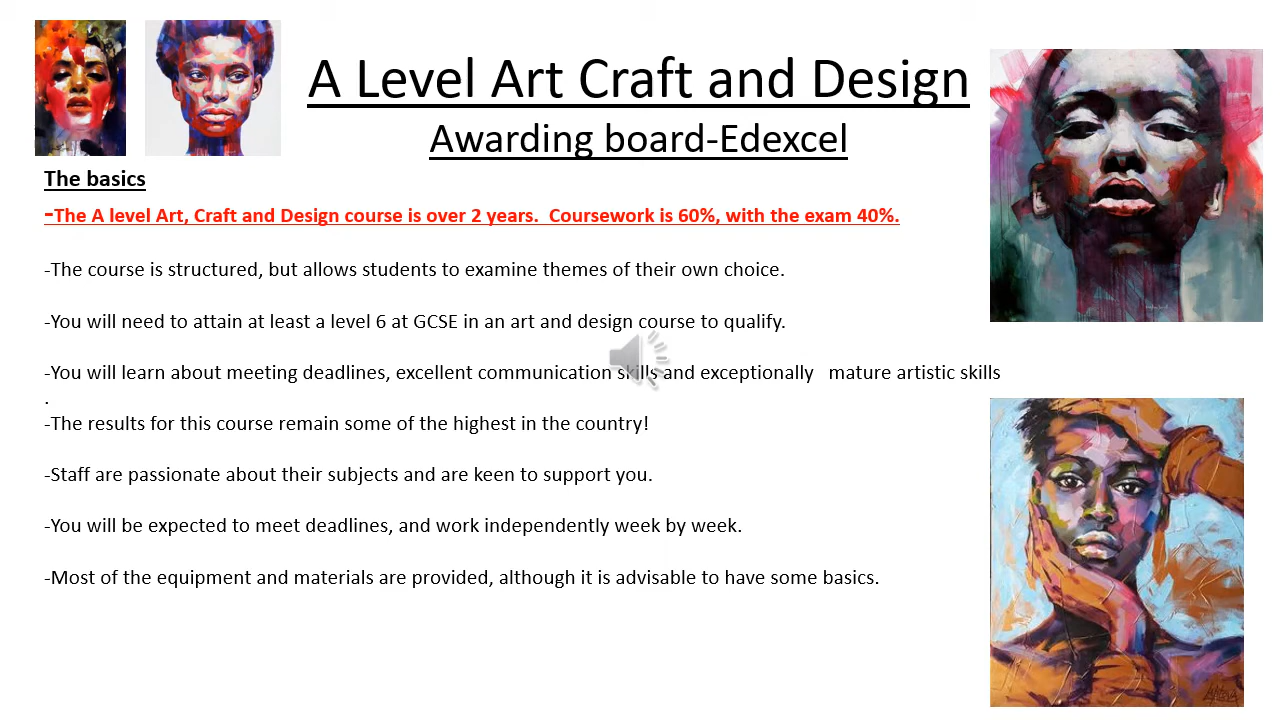 A Level Art Craft and Design
Awarding board-Edexcel
The basics
-The A level Art, Craft and Design course is over 2 years.  Coursework is 60%, with the exam 40%.
-The course is structured, but allows students to examine themes of their own choice.
-You will need to attain at least a level 6 at GCSE in an art and design course to qualify.
-You will learn about meeting deadlines, excellent communication skills and exceptionally   mature artistic skills
.
-The results for this course remain some of the highest in the country!
-Staff are passionate about their subjects and are keen to support you.
-You will be expected to meet deadlines, and work independently week by week.
-Most of the equipment and materials are provided, although it is advisable to have some basics.